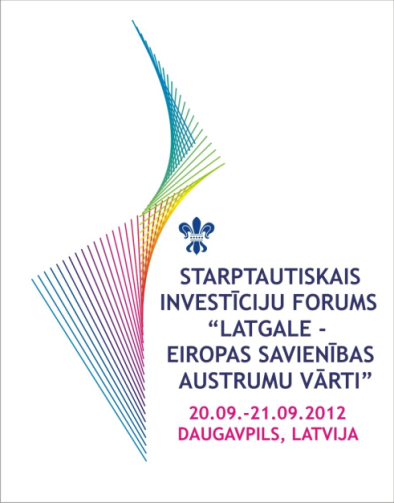 STARPTAUTISKAIS
INVESTĪCIJU FORUMS
“LATGALE -
EIROPAS SAVIENĪBAS
AUSTRUMU VĀRTI”
20.09.-21.09.2012
DAUGAVPILS, LATVIJA